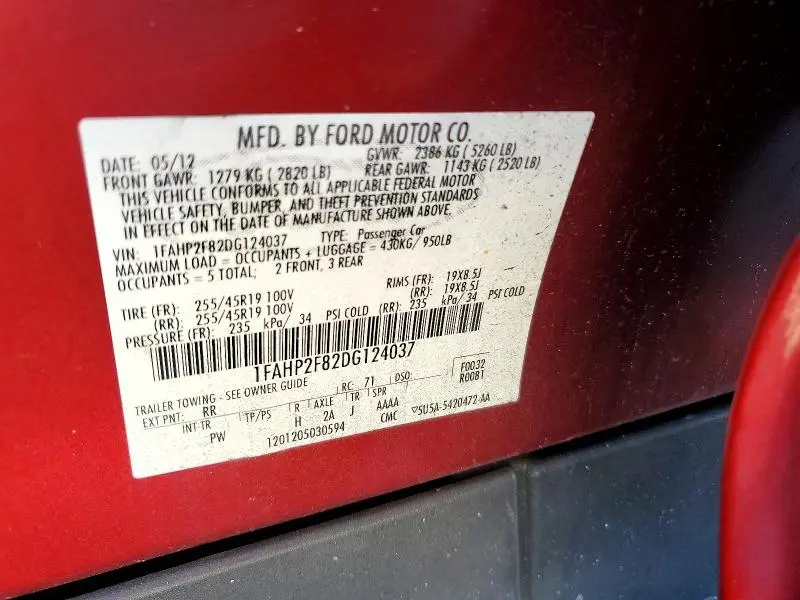 MFD. BY FORD MOTOR CO.
DATE: 05/12 GVWR: 2386 KG ( 5260 LB)
FRONT GAWR: 1279 KG ( 2820 LB) REAR GAWR: 1143 KG ( 2520 LB)
THIS VEHICLE CONFORMS TO ALL APPLICABLE FEDERAL MOTOR
VEHICLE SAFETY, BUMPER, AND THEFT PREVENTION STANDARDS
IN EFFECT ON THE DATE OF MANUFACTURE SHOWN ABOVE.
VIN: 1FAHP2F82DG124037 TYPE: Passenger Car
MAXIMUM LOAD = OCCUPANTS + LUGGAGE = 430KG/ 950LB
OCCUPANTS = 5 TOTAL; 2 FRONT, 3 REAR
TIRE (FR): 255/45R19 100V RIMS (FR): 19X8.5J
(RR): 255/45R19 100V (RR): 19X8.5J
PRESSURE (FR): 235 kPa/ 34 PSI COLD (RR): 235 kPa/ 34 PSI COLD
1FAHP2F82DG124037
TRAILER TOWING - SEE OWNER GUIDE RC: 71 DSO: F0032
R0081
EXT PNT: RR INT TR TP/PS R AXLE TR SPR
PW H 2A J AAAA
1201205030594 CMC ▽5U5A-5420472-AA